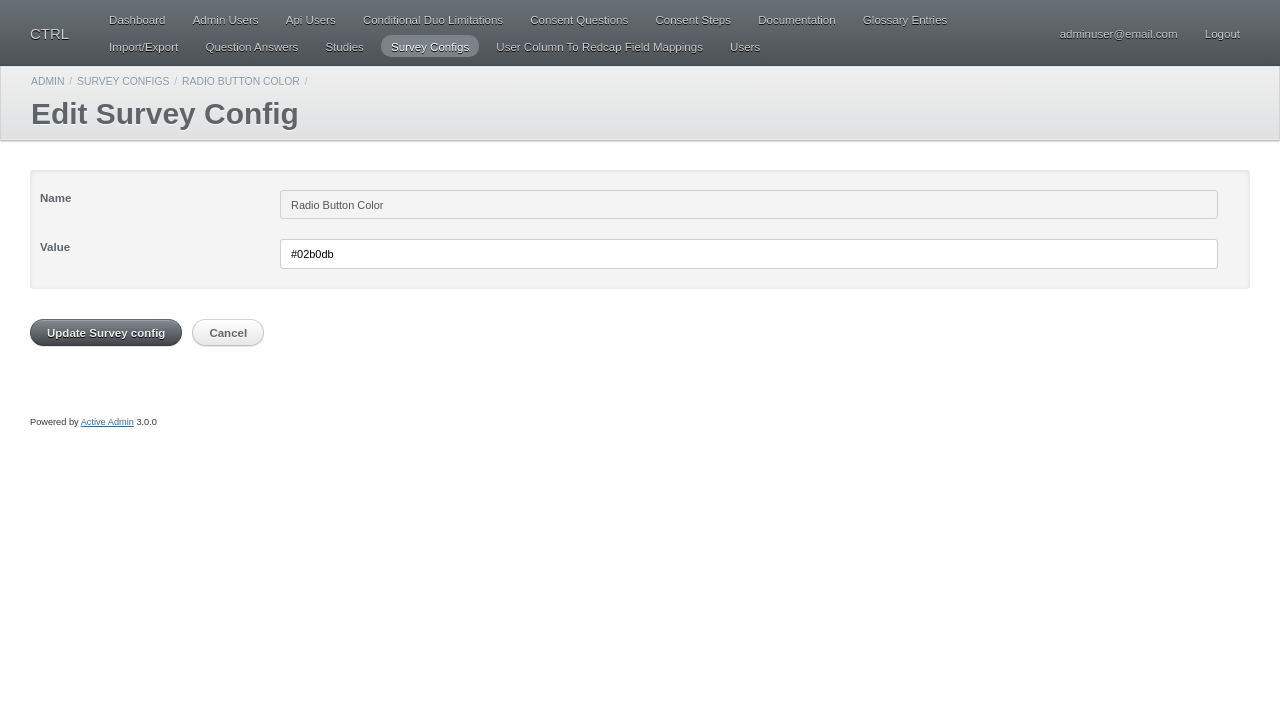 CTRL
Dashboard Admin Users Api Users Conditional Duo Limitations Consent Questions Consent Steps Documentation Glossary Entries
Import/Export Question Answers Studies Survey Configs User Column To Redcap Field Mappings Users
adminuser@email.com Logout
ADMIN / SURVEY CONFIGS / RADIO BUTTON COLOR /
Edit Survey Config
Name Radio Button Color
Value #02b0db
Update Survey config Cancel
Powered by Active Admin 3.0.0